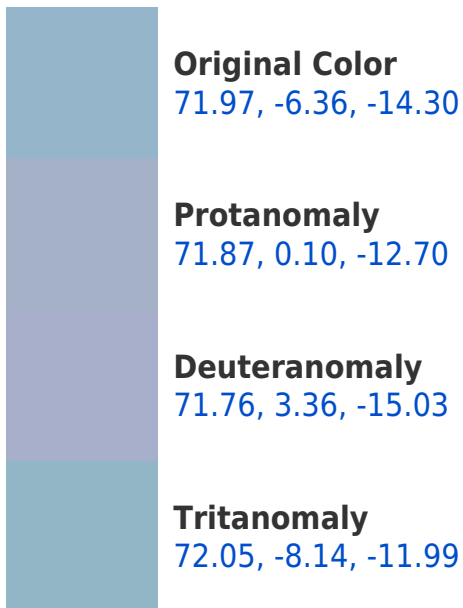 Original Color
71.97, -6.36, -14.30
Protanomaly
71.87, 0.10, -12.70
Deuteranomaly
71.76, 3.36, -15.03
Tritanomaly
72.05, -8.14, -11.99